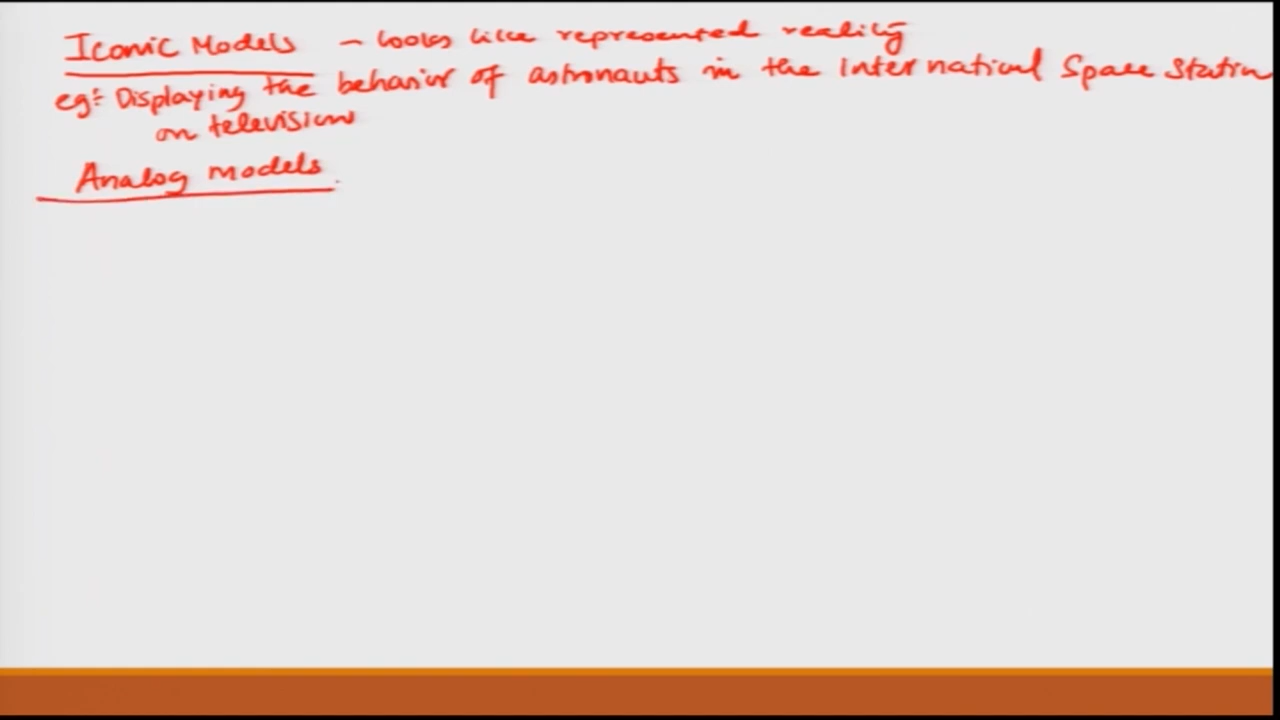 Iconic Models - looks like represented reality
eg:- Displaying the behavior of astronauts in the International Space Station
on television
Analog models